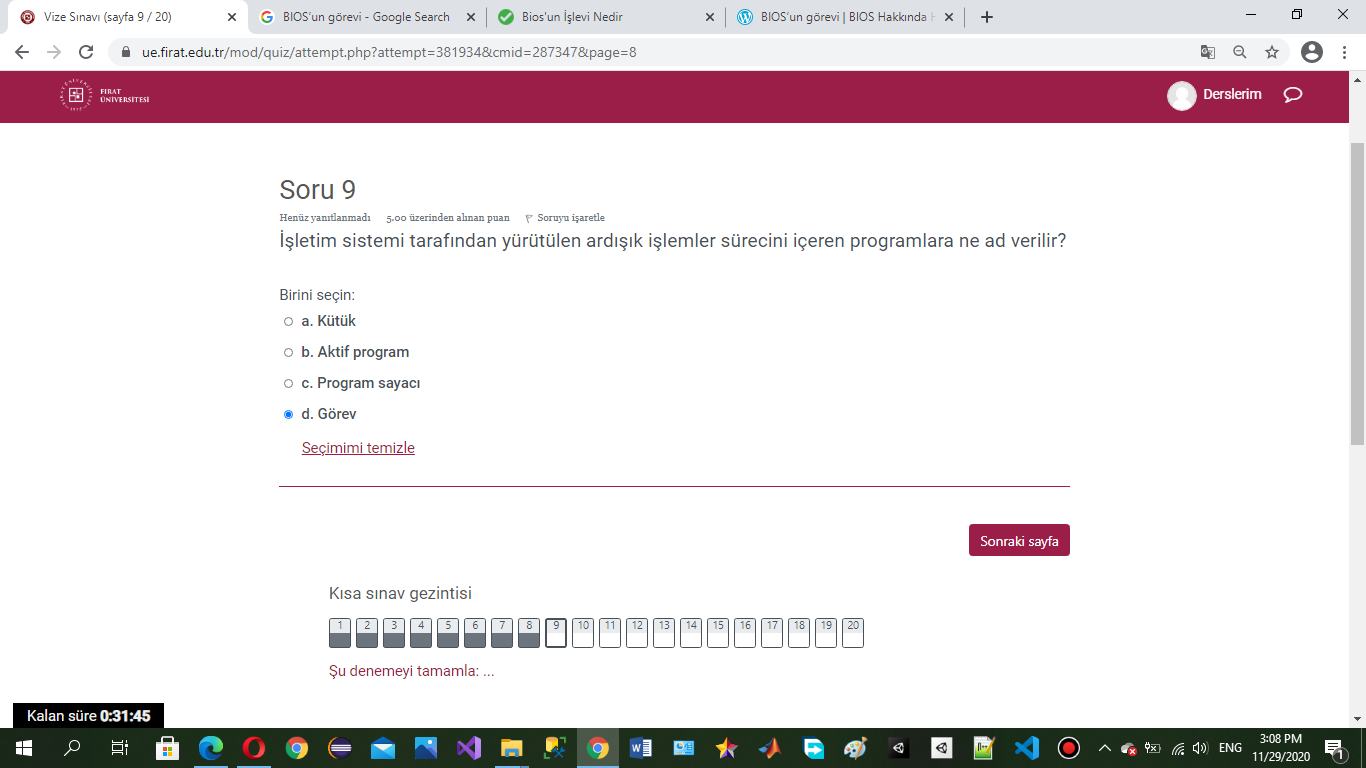 Vize Sınavı (sayfa 9 / 20)
BIOS'un görevi - Google Search
Bios'un İşlevi Nedir
BIOS'un görevi | BIOS Hakkında
ue.firat.edu.tr/mod/quiz/attempt.php?attempt=381934&cmid=287347&page=8
FIRAT
ÜNİVERSİTESİ
Derslerim
Soru 9
Henüz yanıtlanmadı 5,00 üzerinden alınan puan Soruyu işaretle
İşletim sistemi tarafından yürütülen ardışık işlemler sürecini içeren programlara ne ad verilir?
Birini seçin:
a. Kütük
b. Aktif program
c. Program sayacı
d. Görev
Seçimimi temizle
Sonraki sayfa
Kısa sınav gezintisi
1 2 3 4 5 6 7 8 9 10 11 12 13 14 15 16 17 18 19 20
Şu denemeyi tamamla: ...
Kalan süre 0:31:45
ENG
3:08 PM
11/29/2020
1